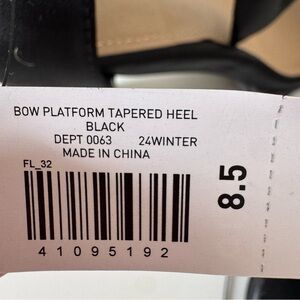 BOW PLATFORM TAPERED HEEL
BLACK
DEPT 0063 24WINTER
MADE IN CHINA
FL_32
41095192
8.5